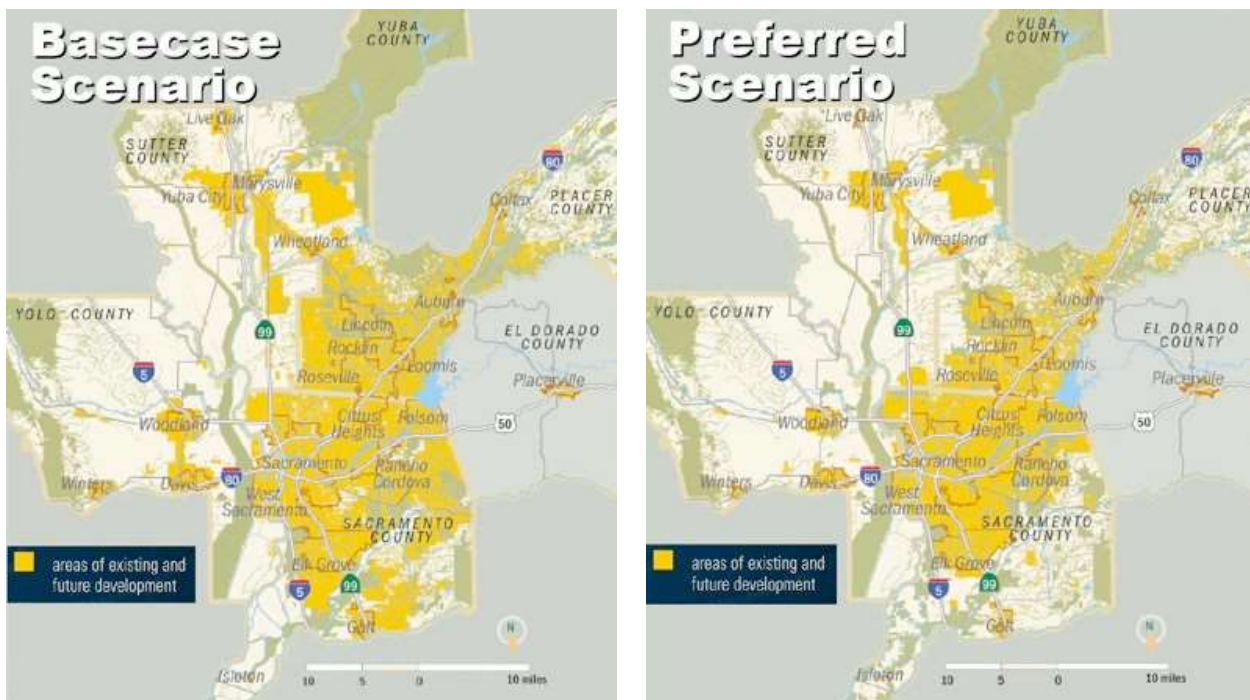 Basecase
Scenario
YUBA
COUNTY
Live Oak
SUTTER
COUNTY
80
Marysville
Yuba City
PLACER
COUNTY
Colfax
Wheatland
Auburn
YOLO COUNTY
99
Lincoln
EL DORADO
COUNTY
Rocklin
5
Loomis
Roseville
Placerville
Woodland
Citrus
Heights
Folsom
50
Sacramento
Rancho
Cordova
Winters
Davis
80
West
Sacramento
SACRAMENTO
COUNTY
areas of existing and
future development
Elk Grove
5
99
Galt
N
Isleton
10 5 0 10 miles
Preferred
Scenario
YUBA
COUNTY
Live Oak
SUTTER
COUNTY
80
Marysville
Yuba City
PLACER
COUNTY
Colfax
Wheatland
Auburn
YOLO COUNTY
99
Lincoln
EL DORADO
COUNTY
Rocklin
5
Loomis
Roseville
Placerville
Woodland
Citrus
Heights
Folsom
50
Sacramento
Rancho
Cordova
Winters
Davis
80
West
Sacramento
SACRAMENTO
COUNTY
areas of existing and
future development
Elk Grove
5
99
Galt
N
Isleton
10 5 0 10 miles